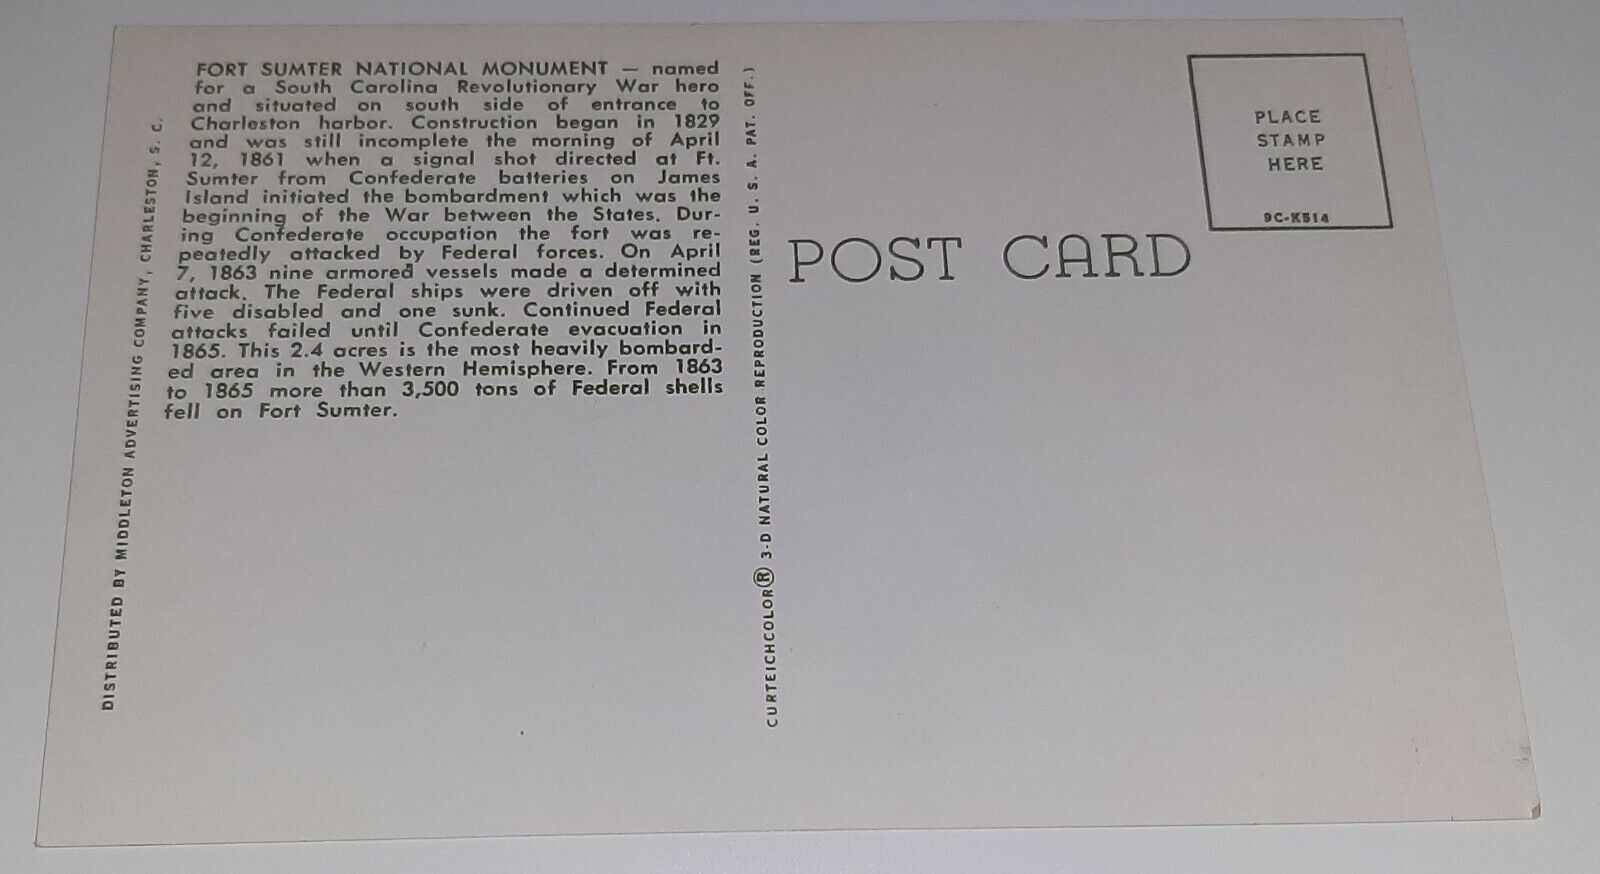 FORT SUMTER NATIONAL MONUMENT — named
for a South Carolina Revolutionary War hero
and situated on south side of entrance to
Charleston harbor. Construction began in 1829
and was still incomplete the morning of April
12, 1861 when a signal shot directed at Ft.
Sumter from Confederate batteries on James
Island initiated the bombardment which was the
beginning of the War between the States. Dur-
ing Confederate occupation the fort was re-
peatedly attacked by Federal forces. On April
7, 1863 nine armored vessels made a determined
attack. The Federal ships were driven off with
five disabled and one sunk. Continued Federal
attacks failed until Confederate evacuation in
1865. This 2.4 acres is the most heavily bombard-
ed area in the Western Hemisphere. From 1863
to 1865 more than 3,500 tons of Federal shells
fell on Fort Sumter.
DISTRIBUTED BY MIDDLETON ADVERTISING COMPANY, CHARLESTON, S. C.
CURTEICHCOLOR® 3-D NATURAL COLOR REPRODUCTION (REG. U. S. A. PAT. OFF.)
POST CARD
PLACE
STAMP
HERE
9C-K514